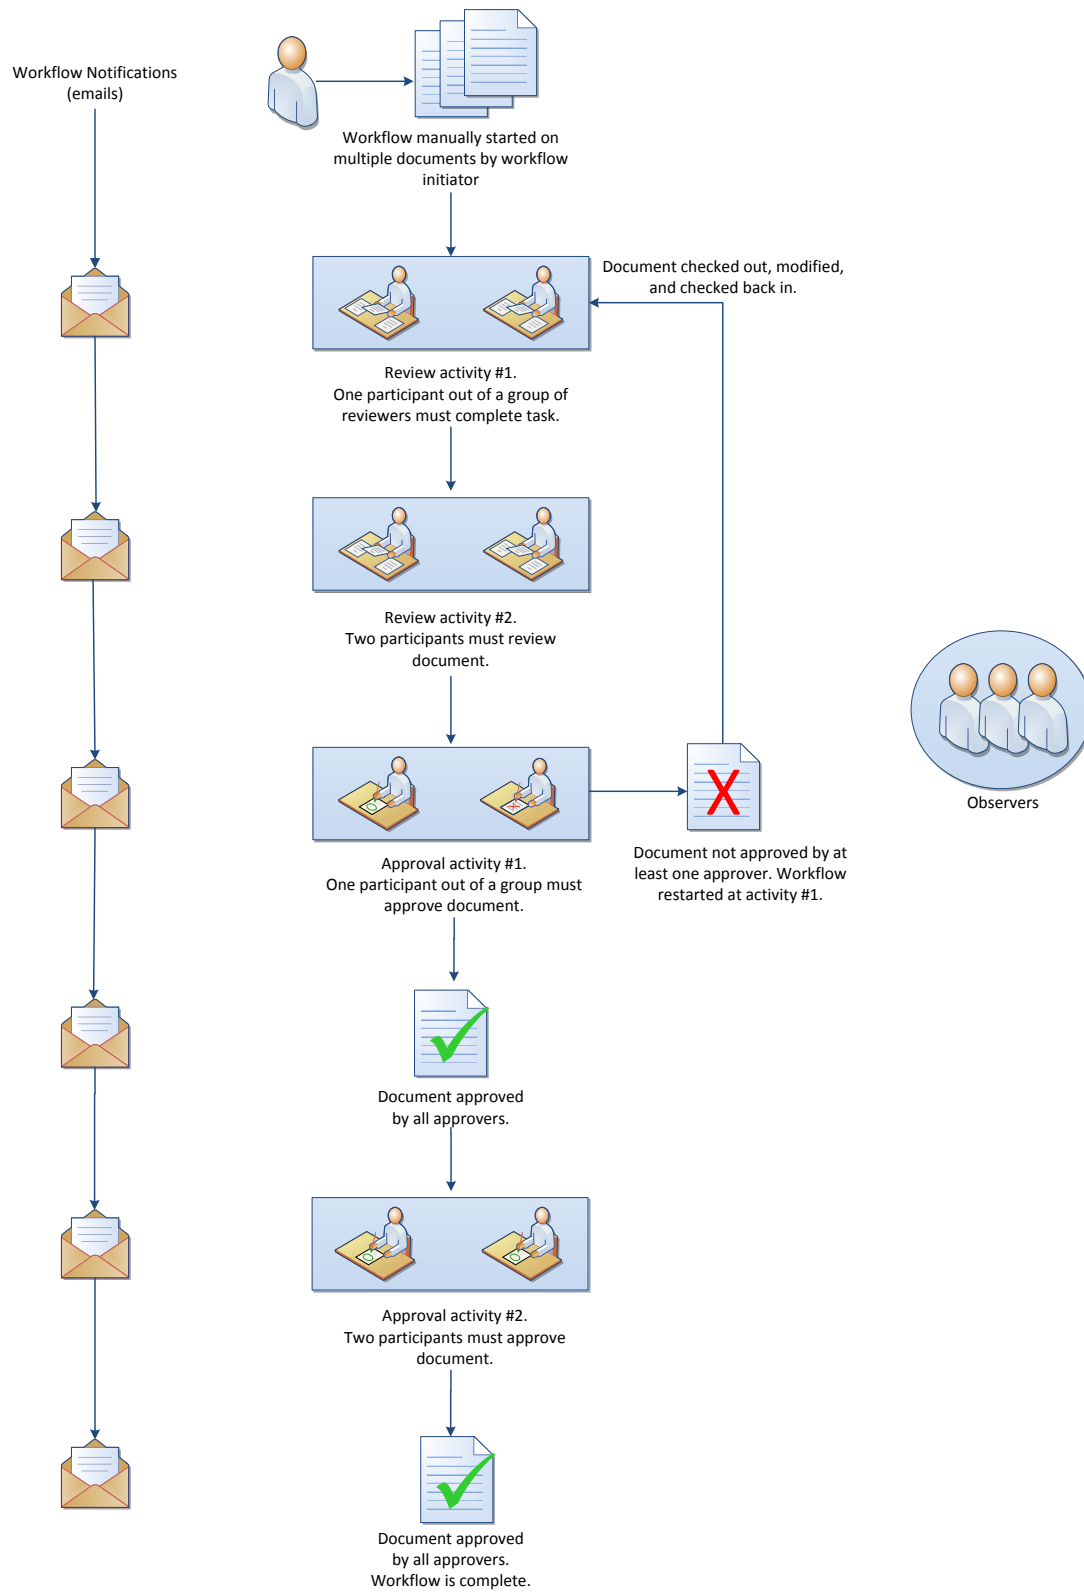 Workflow Notifications
(emails)
Workflow manually started on
multiple documents by workflow
initiator
Document checked out, modified,
and checked back in.
Review activity #1.
One participant out of a group of
reviewers must complete task.
Review activity #2.
Two participants must review
document.
Observers
Approval activity #1.
One participant out of a group must
approve document.
Document not approved by at
least one approver. Workflow
restarted at activity #1.
Document approved
by all approvers.
Approval activity #2.
Two participants must approve
document.
Document approved
by all approvers.
Workflow is complete.